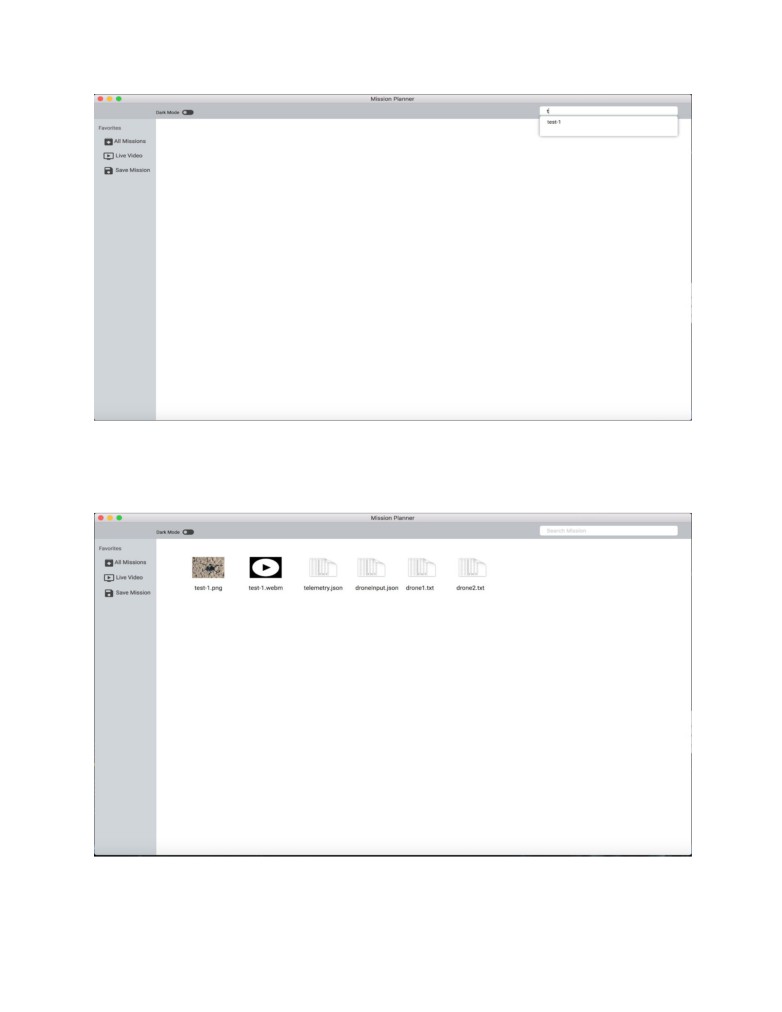 Mission Planner
Dark Mode
t
Favorites
test-1
All Missions
Live Video
Save Mission
Mission Planner
Dark Mode
Search Mission
Favorites
All Missions
Live Video
Save Mission
test-1.png test-1.webm telemetry.json droneinput.json drone1.txt drone2.txt